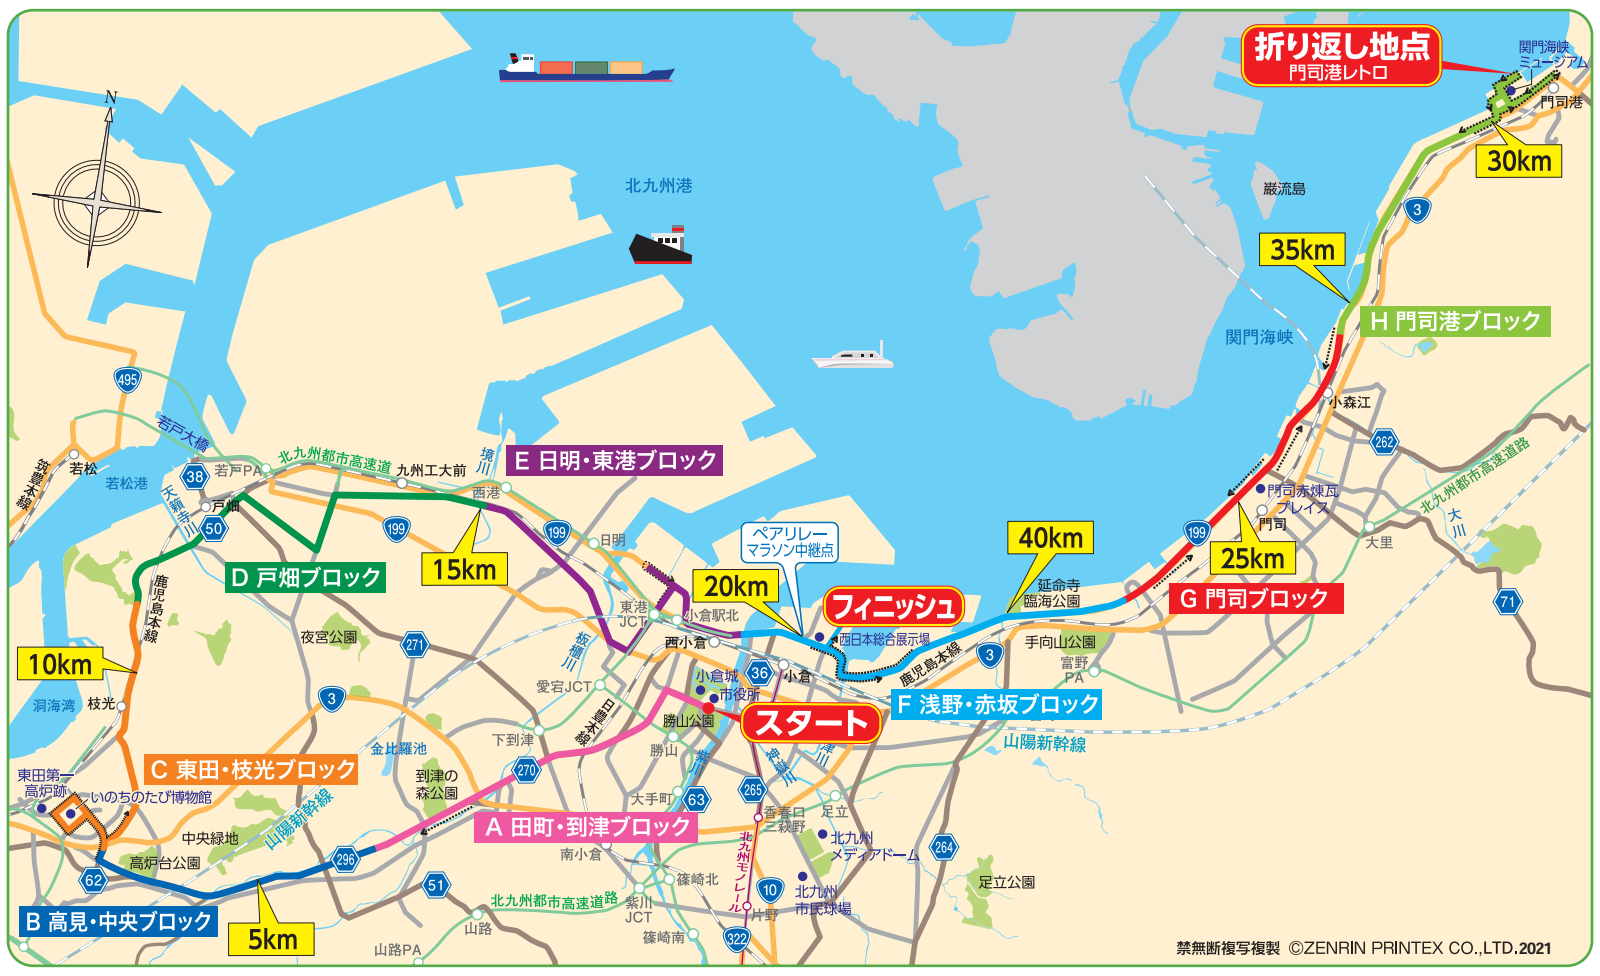 折り返し地点
門司港レトロ
関門海峡
ミュージアム
門司港
30km
N
北九州港
巌流島
3
35km
H 門司港ブロック
関門海峡
495
小森江
262
若戸大橋
北九州都市高速道
九州工大前
境川
E 日明・東港ブロック
若松
筑豊本線
若松港
38
若戸PA
西港
北九州都市高速道路
大川
天籟寺川
戸畑
50
199
199
日明
ペアリレー
マラソン中継点
門司赤煉瓦
プレイス
門司
大里
199
40km
25km
15km
D 戸畑ブロック
20km
フィニッシュ
延命寺
臨海公園
G 門司ブロック
71
鹿児島本線
夜宮公園
271
東港
JCT
小倉駅北
西小倉
板櫃川
西日本総合展示場
鹿児島本線
3
手向山公園
富野
PA
10km
洞海湾
枝光
3
愛宕JCT
日豊本線
小倉城
市役所
36
小倉
勝山公園
スタート
F 浅野・赤坂ブロック
山陽新幹線
下到津
勝山
紫川
神嶽川
津川
金比羅池
C 東田・枝光ブロック
到津の
森公園
270
東田第一
高炉跡
いのちのたび博物館
山陽新幹線
大手町
63
265
香春口
三萩野
足立
A 田町・到津ブロック
中央緑地
高炉台公園
296
南小倉
北九州モノレール
北九州
メディアドーム
264
62
51
篠崎北
10
北九州
市民球場
足立公園
北九州都市高速道路
紫川
JCT
片野
B 高見・中央ブロック
5km
山路
山路PA
篠崎南
322
禁無断複写複製 ©ZENRIN PRINTEX CO.,LTD.2021